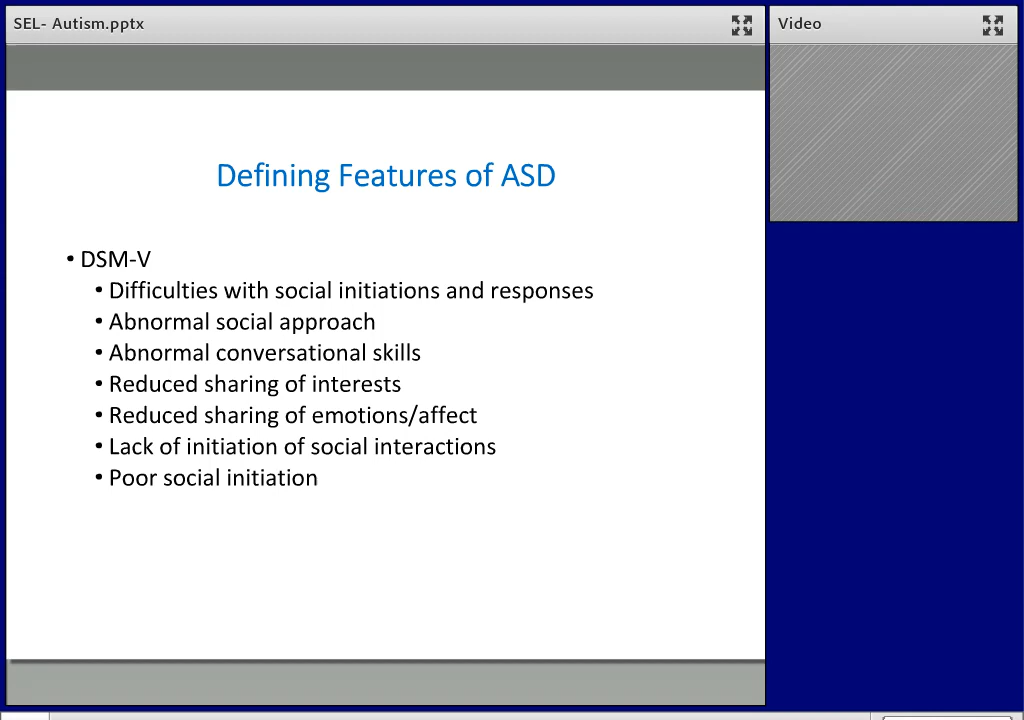 SEL- Autism.pptx
Video
Defining Features of ASD
• DSM-V
• Difficulties with social initiations and responses
• Abnormal social approach
• Abnormal conversational skills
• Reduced sharing of interests
• Reduced sharing of emotions/affect
• Lack of initiation of social interactions
• Poor social initiation